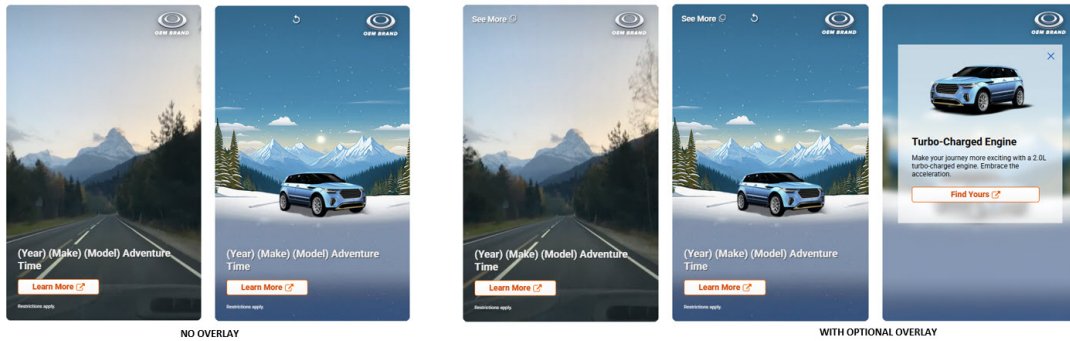 OEM BRAND
(Year) (Make) (Model) Adventure
Time
Learn More
Restrictions apply.
OEM BRAND
(Year) (Make) (Model) Adventure
Time
Learn More
Restrictions apply.
NO OVERLAY
See More
OEM BRAND
(Year) (Make) (Model) Adventure
Time
Learn More
Restrictions apply.
See More
OEM BRAND
(Year) (Make) (Model) Adventure
Time
Learn More
Restrictions apply.
OEM BRAND
Turbo-Charged Engine
Make your journey more exciting with a 2.0L
turbo-charged engine. Embrace the
acceleration.
Find Yours
WITH OPTIONAL OVERLAY